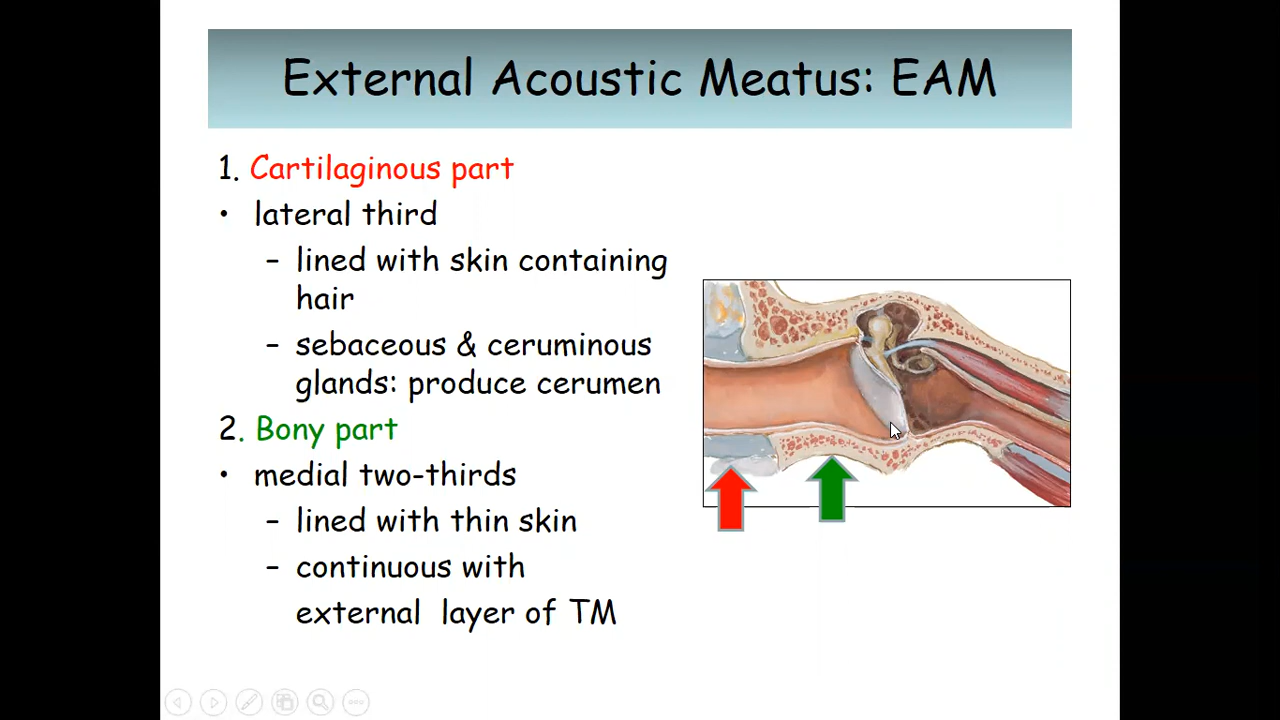 External Acoustic Meatus: EAM
1. Cartilaginous part
• lateral third
– lined with skin containing
hair
– sebaceous & ceruminous
glands: produce cerumen
2. Bony part
• medial two-thirds
– lined with thin skin
– continuous with
external layer of TM